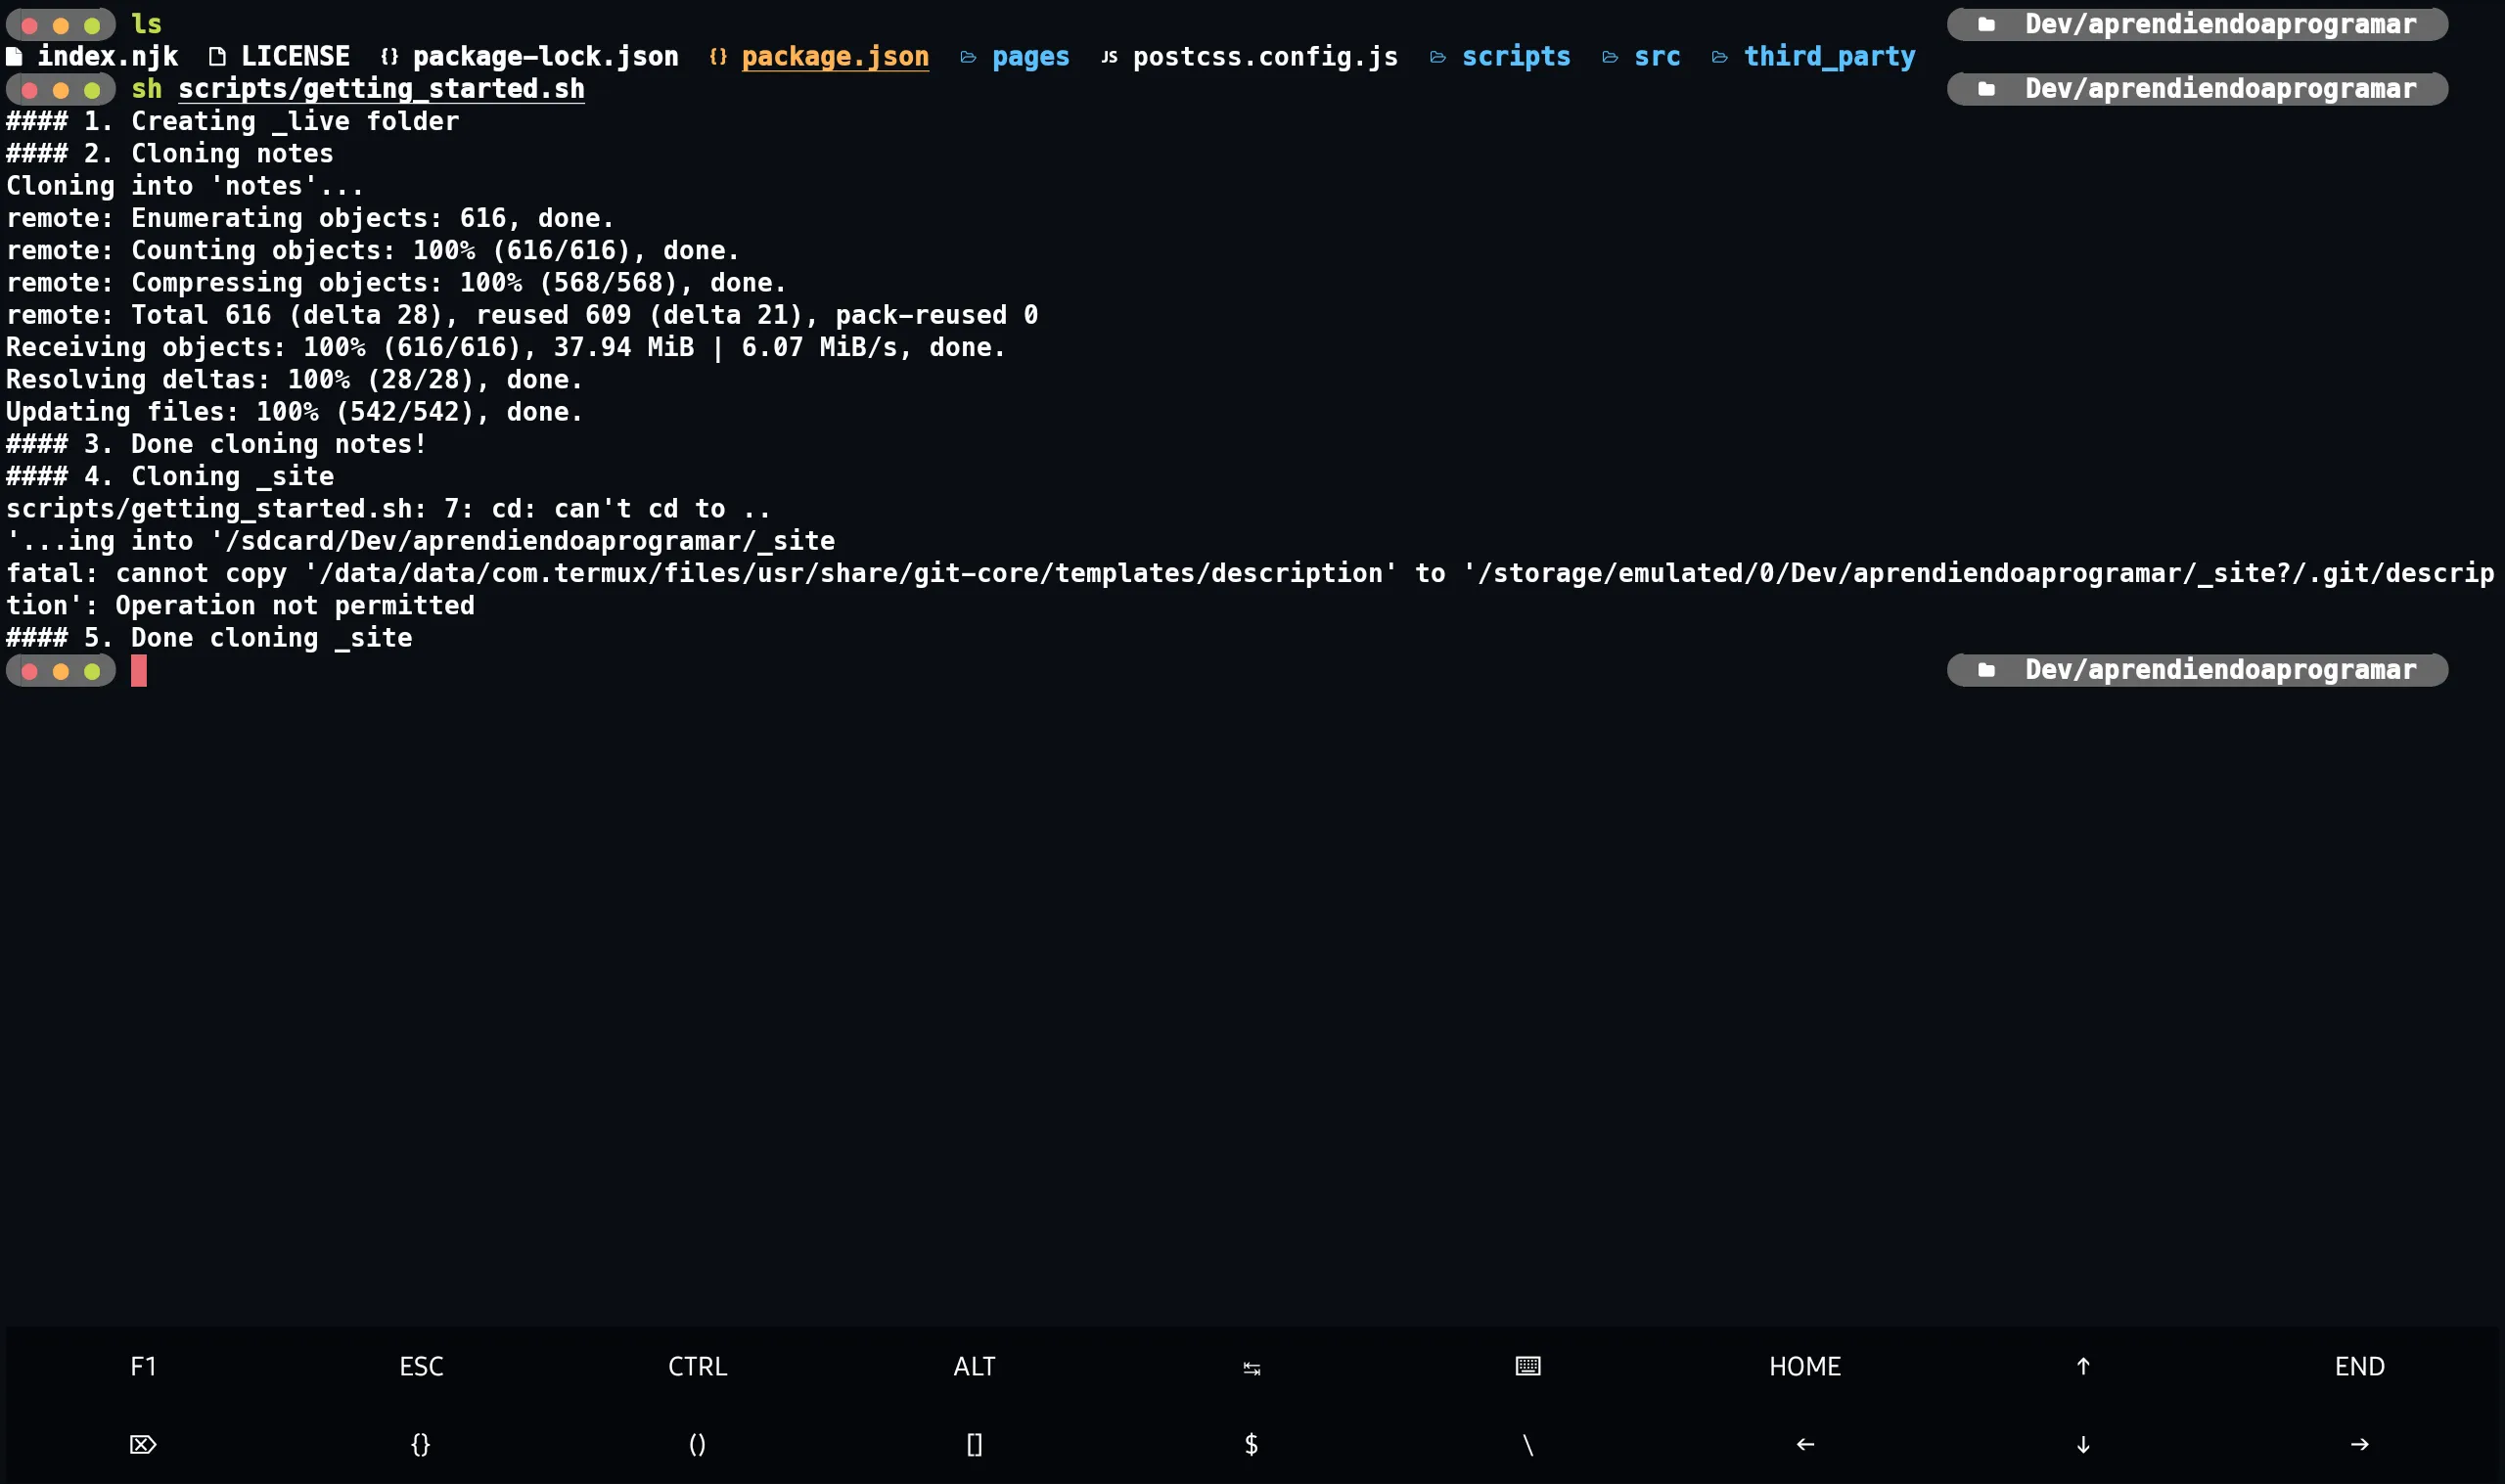 ls Dev/aprendiendoaprogramar
index.njk LICENSE {} package-lock.json {} package.json pages JS postcss.config.js scripts src third_party
sh scripts/getting_started.sh Dev/aprendiendoaprogramar
#### 1. Creating _live folder
#### 2. Cloning notes
Cloning into 'notes'...
remote: Enumerating objects: 616, done.
remote: Counting objects: 100% (616/616), done.
remote: Compressing objects: 100% (568/568), done.
remote: Total 616 (delta 28), reused 609 (delta 21), pack-reused 0
Receiving objects: 100% (616/616), 37.94 MiB | 6.07 MiB/s, done.
Resolving deltas: 100% (28/28), done.
Updating files: 100% (542/542), done.
#### 3. Done cloning notes!
#### 4. Cloning _site
scripts/getting_started.sh: 7: cd: can't cd to ..
'...ing into '/sdcard/Dev/aprendiendoaprogramar/_site
fatal: cannot copy '/data/data/com.termux/files/usr/share/git-core/templates/description' to '/storage/emulated/0/Dev/aprendiendoaprogramar/_site?/.git/descrip
tion': Operation not permitted
#### 5. Done cloning _site
Dev/aprendiendoaprogramar
F1 ESC CTRL ALT ↹ ⌨ HOME ↑ END
⌦ {} () [] $ \ ← ↓ →